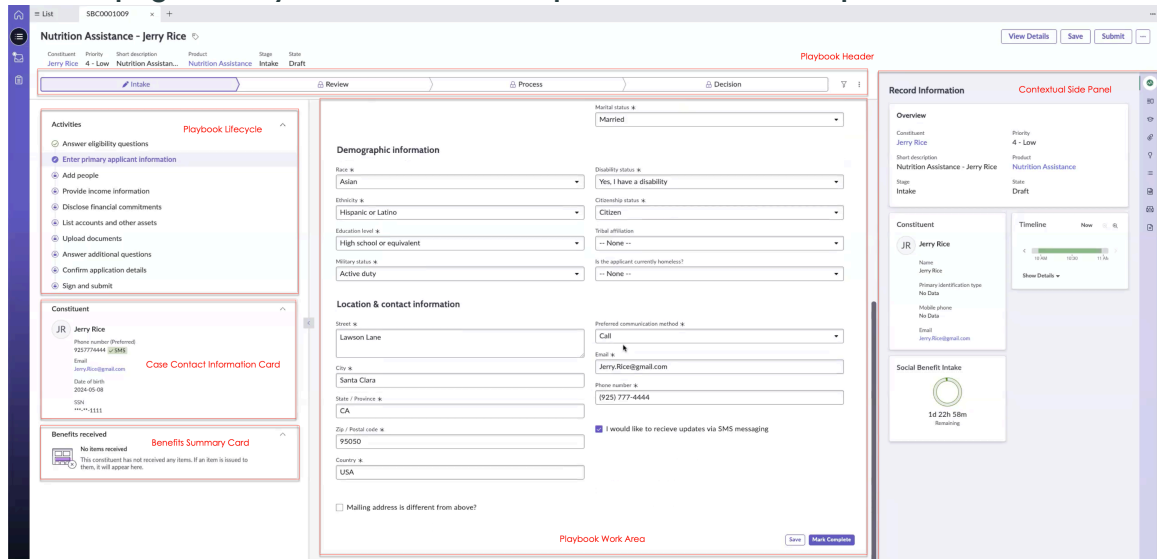 ≡ List
SBC0001009 × +
Nutrition Assistance - Jerry Rice
View Details
Save
Submit
Constituent Priority Short description Product Stage State
Jerry Rice 4 - Low Nutrition Assistan... Nutrition Assistance Intake Draft
Playbook Header
Intake
Review
Process
Decision
Activities
Playbook Lifecycle
Answer eligibility questions
Enter primary applicant information
Add people
Provide income information
Disclose financial commitments
List accounts and other assets
Upload documents
Answer additional questions
Confirm application details
Sign and submit
Constituent
JR Jerry Rice
Phone number (Preferred)
9257774444 SMS
Email
Jerry.Rice@gmail.com
Case Contact Information Card
Date of birth
2024-05-08
SSN
***-**-1111
Benefits received
Benefits Summary Card
No items received
This constituent has not received any items. If an item is issued to
them, it will appear here.
Marital status *
Married
Demographic information
Race *
Asian
Disability status *
Yes, I have a disability
Ethnicity *
Hispanic or Latino
Citizenship status *
Citizen
Education level *
High school or equivalent
Tribal affiliation
-- None --
Military status *
Active duty
Is the applicant currently homeless?
-- None --
Location & contact information
Street *
Lawson Lane
Preferred communication method *
Call
Email *
Jerry.Rice@gmail.com
City *
Santa Clara
Phone number *
(925) 777-4444
State / Province *
CA
Zip / Postal code *
95050
I would like to recieve updates via SMS messaging
Country *
USA
Mailing address is different from above?
Playbook Work Area
Save
Mark Complete
Record Information
Contextual Side Panel
Overview
Constituent
Jerry Rice
Priority
4 - Low
Short description
Nutrition Assistance - Jerry Rice
Product
Nutrition Assistance
Stage
Intake
State
Draft
Constituent
JR Jerry Rice
Name
Jerry Rice
Primary identification type
No Data
Mobile phone
No Data
Email
Jerry.Rice@gmail.com
Timeline Now
10 AM 10:30 11 AM
Show Details
Social Benefit Intake
1d 22h 58m
Remaining